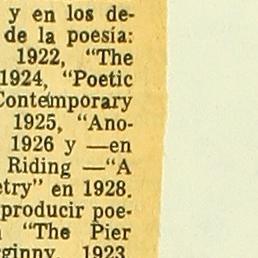 y en los de-
de la poesía:
1922, “The
1924, “Poetic
Contemporary
1925, “Ano-
1926 y —en
Riding —“A
etry” en 1928.
producir poe-
“The Pier
rginny, 1923